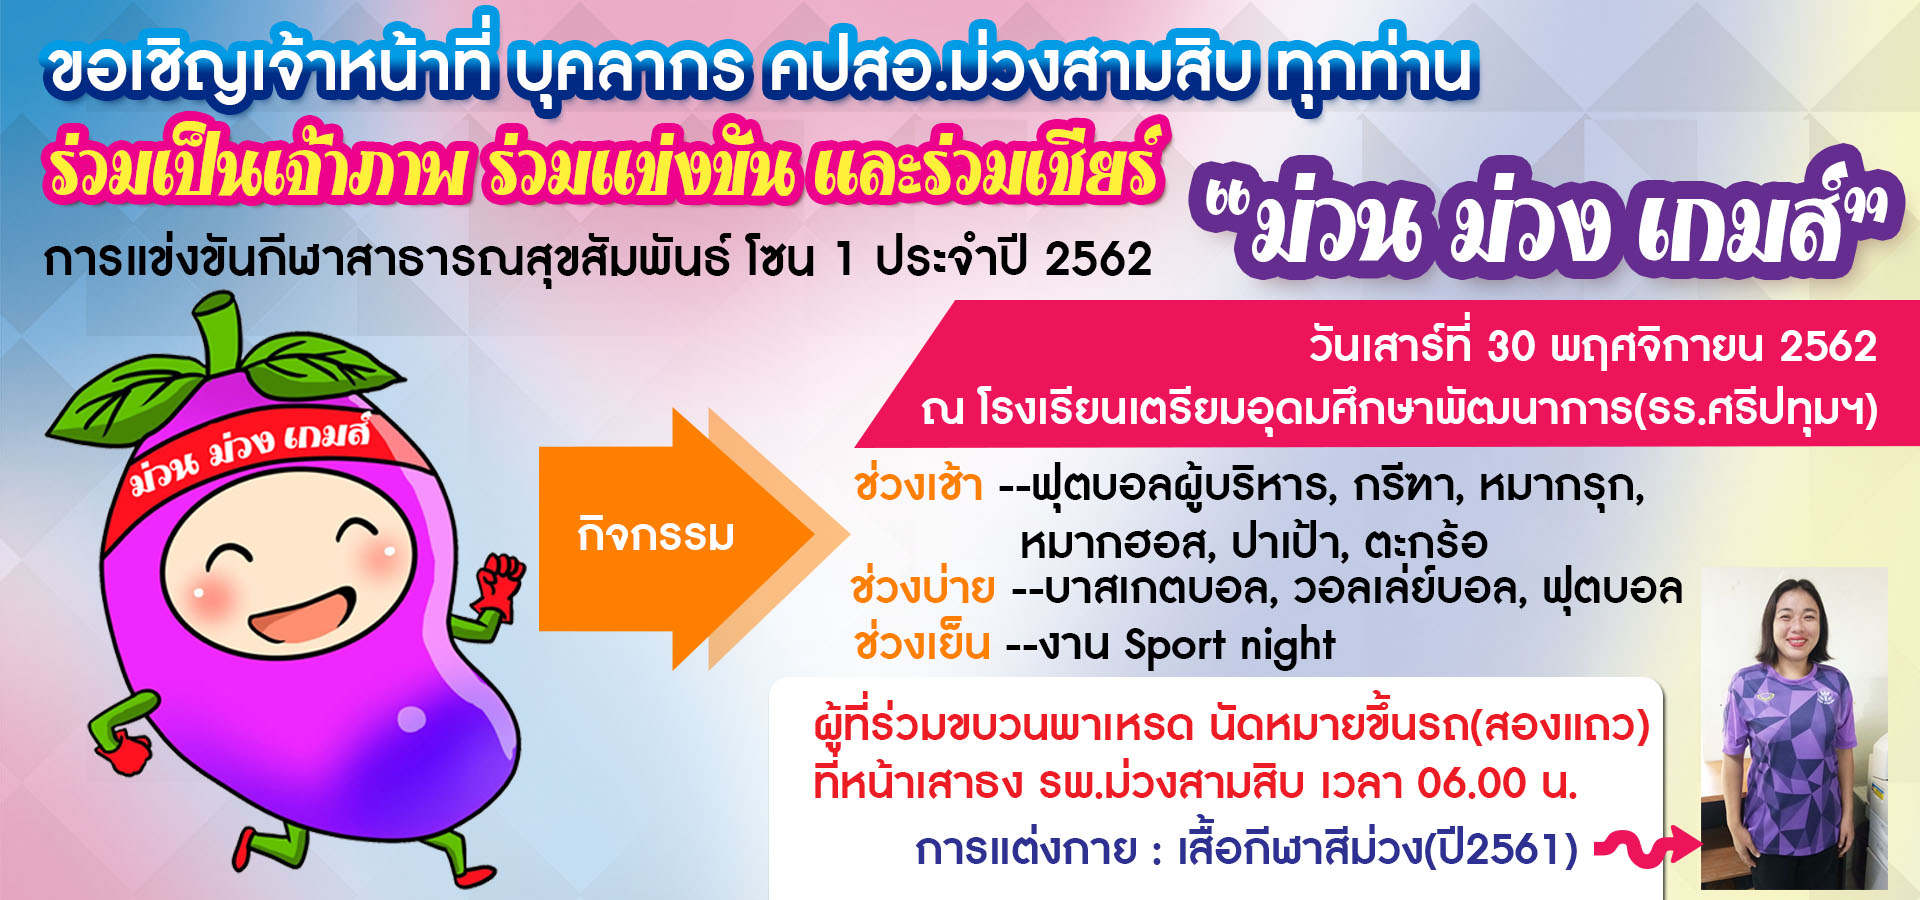 ขอเชิญเจ้าหน้าที่ บุคลากร คปสอ.ม่วงสามสิบ ทุกท่าน
ร่วมเป็นเจ้าภาพ ร่วมแข่งขัน และร่วมเชียร์
"ม่วน ม่วง เกมส์"
การแข่งขันกีฬาสาธารณสุขสัมพันธ์ โซน 1 ประจำปี 2562
วันเสาร์ที่ 30 พฤศจิกายน 2562
ณ โรงเรียนเตรียมอุดมศึกษาพัฒนาการ(รร.ศรีปทุมฯ)
ม่วน ม่วง เกมส์
กิจกรรม
ช่วงเช้า --ฟุตบอลผู้บริหาร, กรีฑา, หมากรุก,
หมากฮอส, ปาเป้า, ตะกร้อ
ช่วงบ่าย --บาสเกตบอล, วอลเล่ย์บอล, ฟุตบอล
ช่วงเย็น --งาน Sport night
ผู้ที่ร่วมขบวนพาเหรด นัดหมายขึ้นรถ(สองแถว)
ที่หน้าเสาธง รพ.ม่วงสามสิบ เวลา 06.00 น.
การแต่งกาย : เสื้อกีฬาสีม่วง(ปี2561)